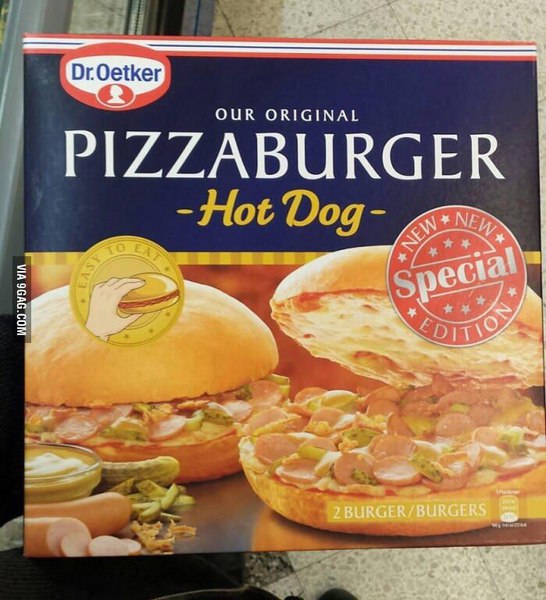 Dr.Oetker
OUR ORIGINAL
PIZZABURGER
-Hot Dog-
NEW ★ NEW
Special
EDITION
EASY TO EAT
VIA 9GAG.COM
2 BURGER/BURGERS